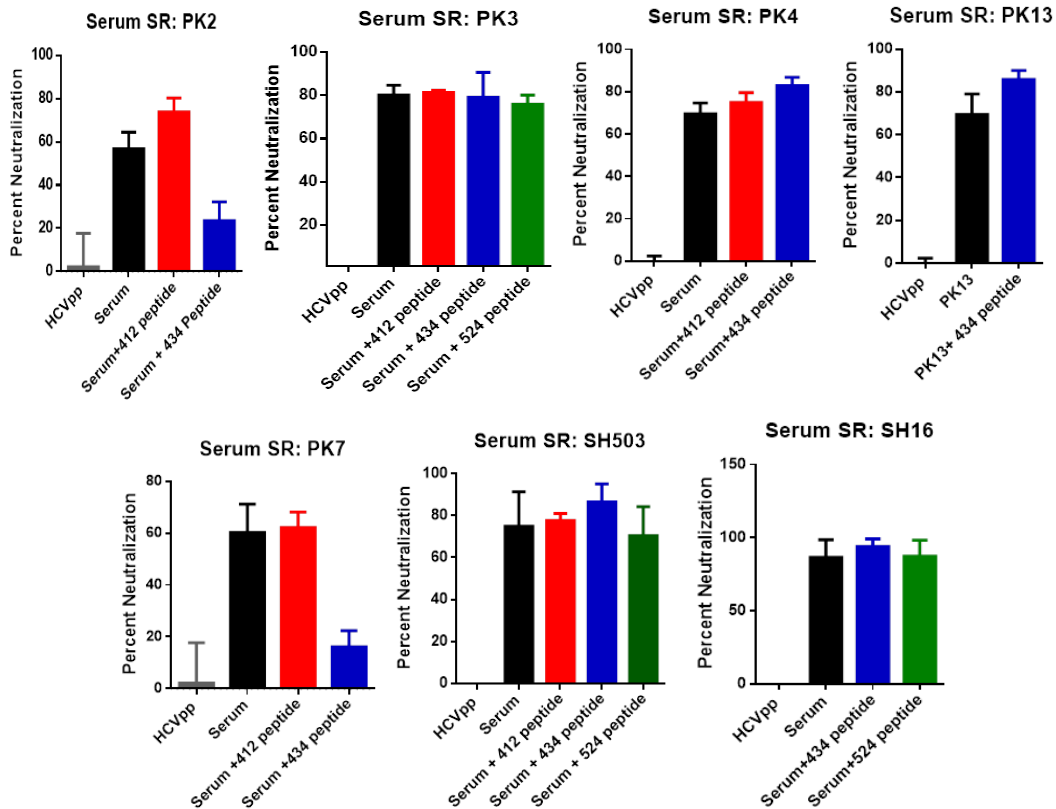 Serum SR: PK2
Percent Neutralization
100
80
60
40
20
0
HCVpp
Serum
Serum+412 peptide
Serum + 434 Peptide
Serum SR: PK3
Percent Neutralization
100
80
60
40
20
HCVpp
Serum
Serum +412 peptide
Serum + 434 peptide
Serum + 524 peptide
Serum SR: PK4
Percent Neutralization
100
80
60
40
20
0
HCVpp
Serum
Serum+412 peptide
Serum+434 peptide
Serum SR: PK13
Percent Neutralization
100
80
60
40
20
0
HCVpp
PK13
PK13+ 434 peptide
Serum SR: PK7
Percent Neutralization
80
60
40
20
0
HCVpp
Serum
Serum +412 peptide
Serum +434 peptide
Serum SR: SH503
Percent Neutralization
100
80
60
40
20
0
HCVpp
Serum
Serum + 412 peptide
Serum + 434 peptide
Serum + 524 peptide
Serum SR: SH16
Percent Neutralization
150
100
50
0
HCVpp
Serum
Serum+434 peptide
Serum+524 peptide